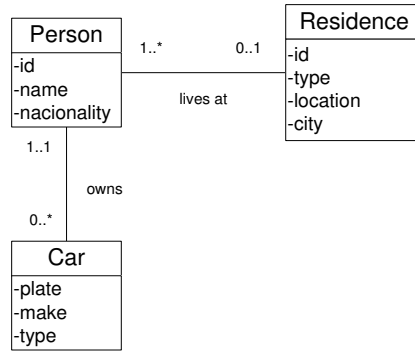 Person
-id
-name
-nacionality
1..* 0..1
lives at
Residence
-id
-type
-location
-city
1..1
owns
0..*
Car
-plate
-make
-type